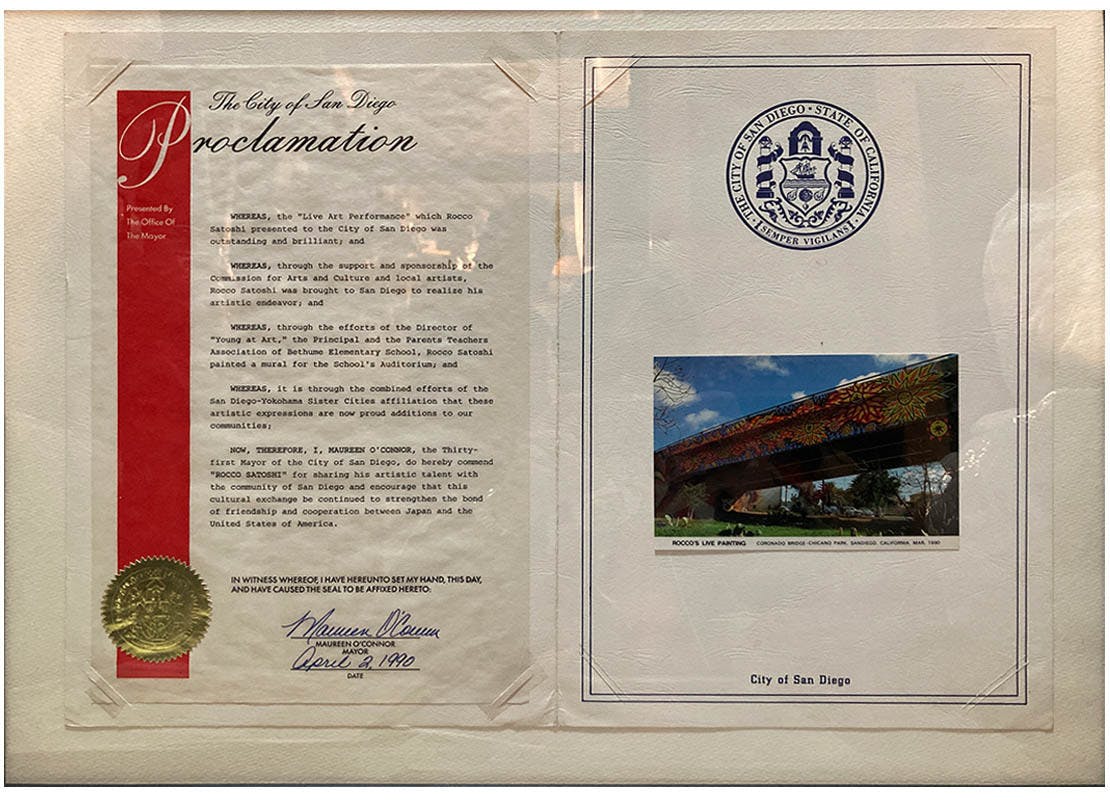 The City of San Diego
Proclamation
Presented By
The Office Of
The Mayor
WHEREAS, the "Live Art Performance" which Rocco
Satoshi presented to the City of San Diego was
outstanding and brilliant; and
WHEREAS, through the support and sponsorship of the
Commission for Arts and Culture and local artists,
Rocco Satoshi was brought to San Diego to realize his
artistic endeavor; and
WHEREAS, through the efforts of the Director of
"Young at Art," the Principal and the Parents Teachers
Association of Bethume Elementary School, Rocco Satoshi
painted a mural for the School's Auditorium; and
WHEREAS, it is through the combined efforts of the
San Diego-Yokohama Sister Cities affiliation that these
artistic expressions are now proud additions to our
communities;
NOW, THEREFORE, I, MAUREEN O'CONNOR, the Thirty-
first Mayor of the City of San Diego, do hereby commend
"ROCCO SATOSHI" for sharing his artistic talent with
the community of San Diego and encourage that this
cultural exchange be continued to strengthen the bond
of friendship and cooperation between Japan and the
United States of America.
IN WITNESS WHEREOF, I HAVE HEREUNTO SET MY HAND, THIS DAY,
AND HAVE CAUSED THE SEAL TO BE AFFIXED HERETO:
Maureen O'Connor
MAUREEN O'CONNOR
MAYOR
April 2, 1990
DATE
THE CITY OF SAN DIEGO • STATE OF CALIFORNIA
SEMPER VIGILANS
ROCCO'S LIVE PAINTING CORONADO BRIDGE-CHICANO PARK, SANDIEGO, CALIFORNIA. MAR, 1990
City of San Diego